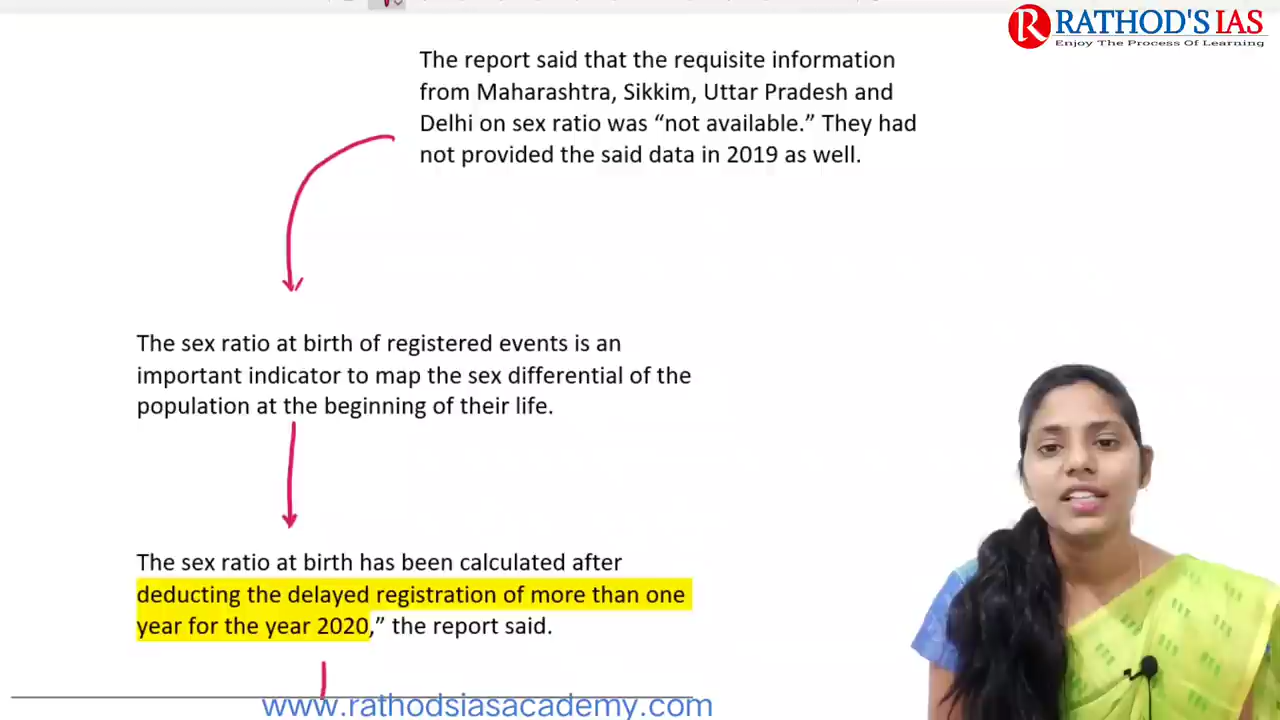 RATHOD'S IAS
Enjoy The Process Of Learning
The report said that the requisite information
from Maharashtra, Sikkim, Uttar Pradesh and
Delhi on sex ratio was “not available.” They had
not provided the said data in 2019 as well.
The sex ratio at birth of registered events is an
important indicator to map the sex differential of the
population at the beginning of their life.
The sex ratio at birth has been calculated after
deducting the delayed registration of more than one
year for the year 2020,” the report said.
www.rathodsiasacademy.com